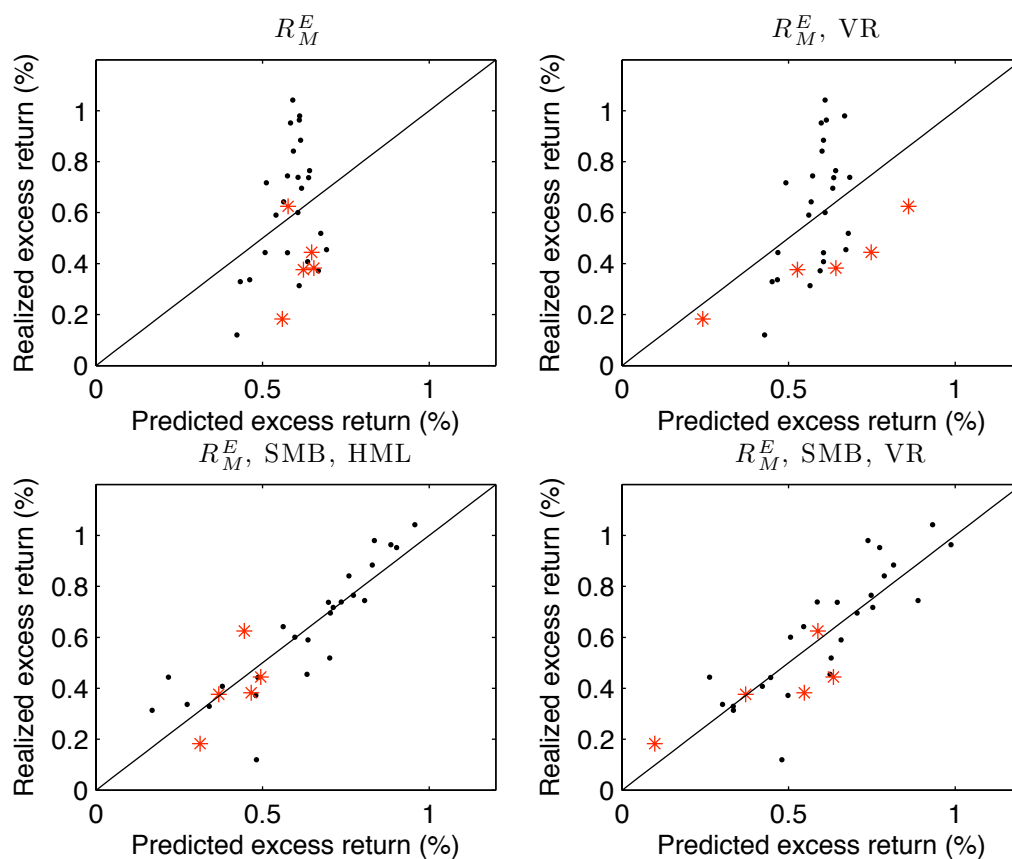 R_M^E
Realized excess return (%)
1
0.8
0.6
0.4
0.2
0
0 0.5 1
Predicted excess return (%)
R_M^E, VR
Realized excess return (%)
1
0.8
0.6
0.4
0.2
0
0 0.5 1
Predicted excess return (%)
R_M^E, SMB, HML
Realized excess return (%)
1
0.8
0.6
0.4
0.2
0
0 0.5 1
Predicted excess return (%)
R_M^E, SMB, VR
Realized excess return (%)
1
0.8
0.6
0.4
0.2
0
0 0.5 1
Predicted excess return (%)